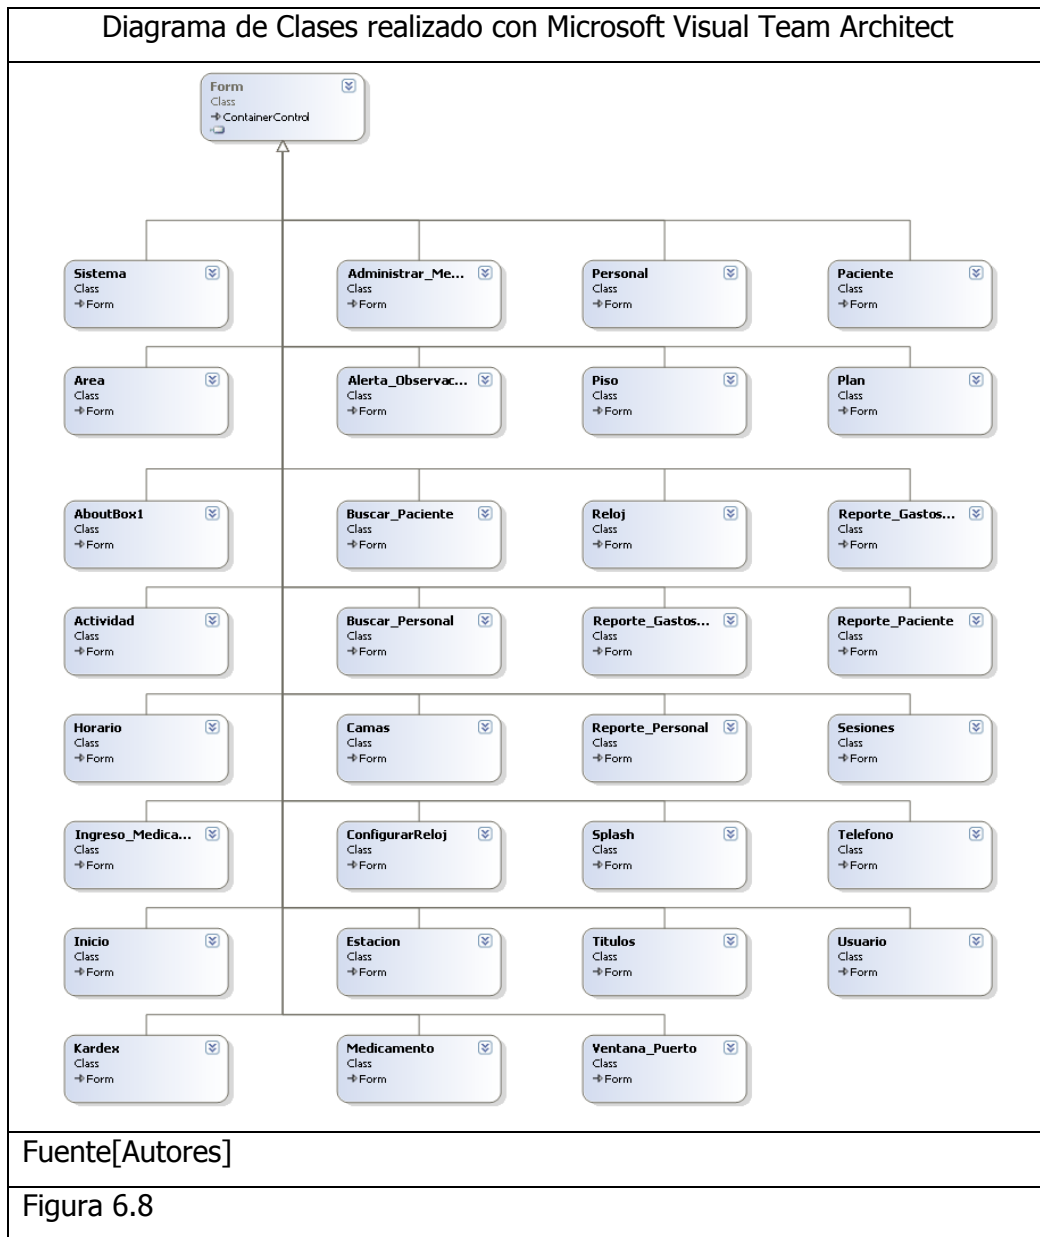 Diagrama de Clases realizado con Microsoft Visual Team Architect
Form
Class
ContainerControl
Sistema
Class
Form
Administrar_Me...
Class
Form
Personal
Class
Form
Paciente
Class
Form
Area
Class
Form
Alerta_Observac...
Class
Form
Piso
Class
Form
Plan
Class
Form
AboutBox1
Class
Form
Buscar_Paciente
Class
Form
Reloj
Class
Form
Reporte_Gastos...
Class
Form
Actividad
Class
Form
Buscar_Personal
Class
Form
Reporte_Gastos...
Class
Form
Reporte_Paciente
Class
Form
Horario
Class
Form
Camas
Class
Form
Reporte_Personal
Class
Form
Sesiones
Class
Form
Ingreso_Medica...
Class
Form
ConfigurarReloj
Class
Form
Splash
Class
Form
Telefono
Class
Form
Inicio
Class
Form
Estacion
Class
Form
Titulos
Class
Form
Usuario
Class
Form
Kardex
Class
Form
Medicamento
Class
Form
Ventana_Puerto
Class
Form
Fuente[Autores]
Figura 6.8